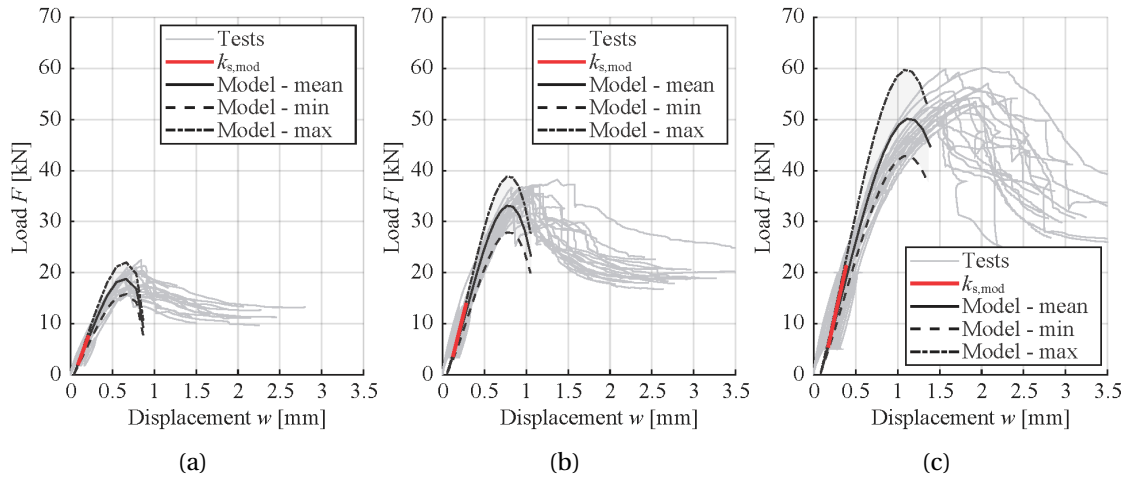 70
60
50
40
30
20
10
0
Load F [kN]
Tests
ks,mod
Model - mean
Model - min
Model - max
0 0.5 1 1.5 2 2.5 3 3.5
Displacement w [mm]
(a)
70
60
50
40
30
20
10
0
Load F [kN]
Tests
ks,mod
Model - mean
Model - min
Model - max
0 0.5 1 1.5 2 2.5 3 3.5
Displacement w [mm]
(b)
70
60
50
40
30
20
10
0
Load F [kN]
Tests
ks,mod
Model - mean
Model - min
Model - max
0 0.5 1 1.5 2 2.5 3 3.5
Displacement w [mm]
(c)